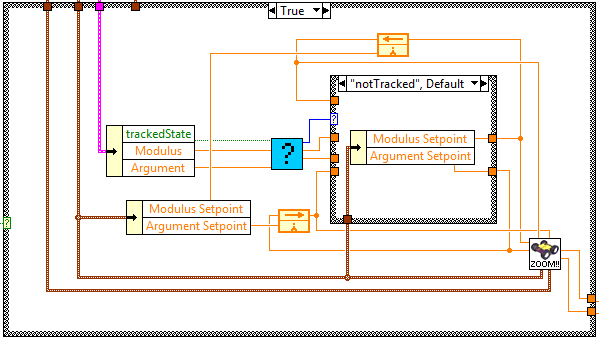 True
"notTracked", Default
trackedState
Modulus
Argument
?
?
Modulus Setpoint
Argument Setpoint
Modulus Setpoint
Argument Setpoint
?
ZOOM!!